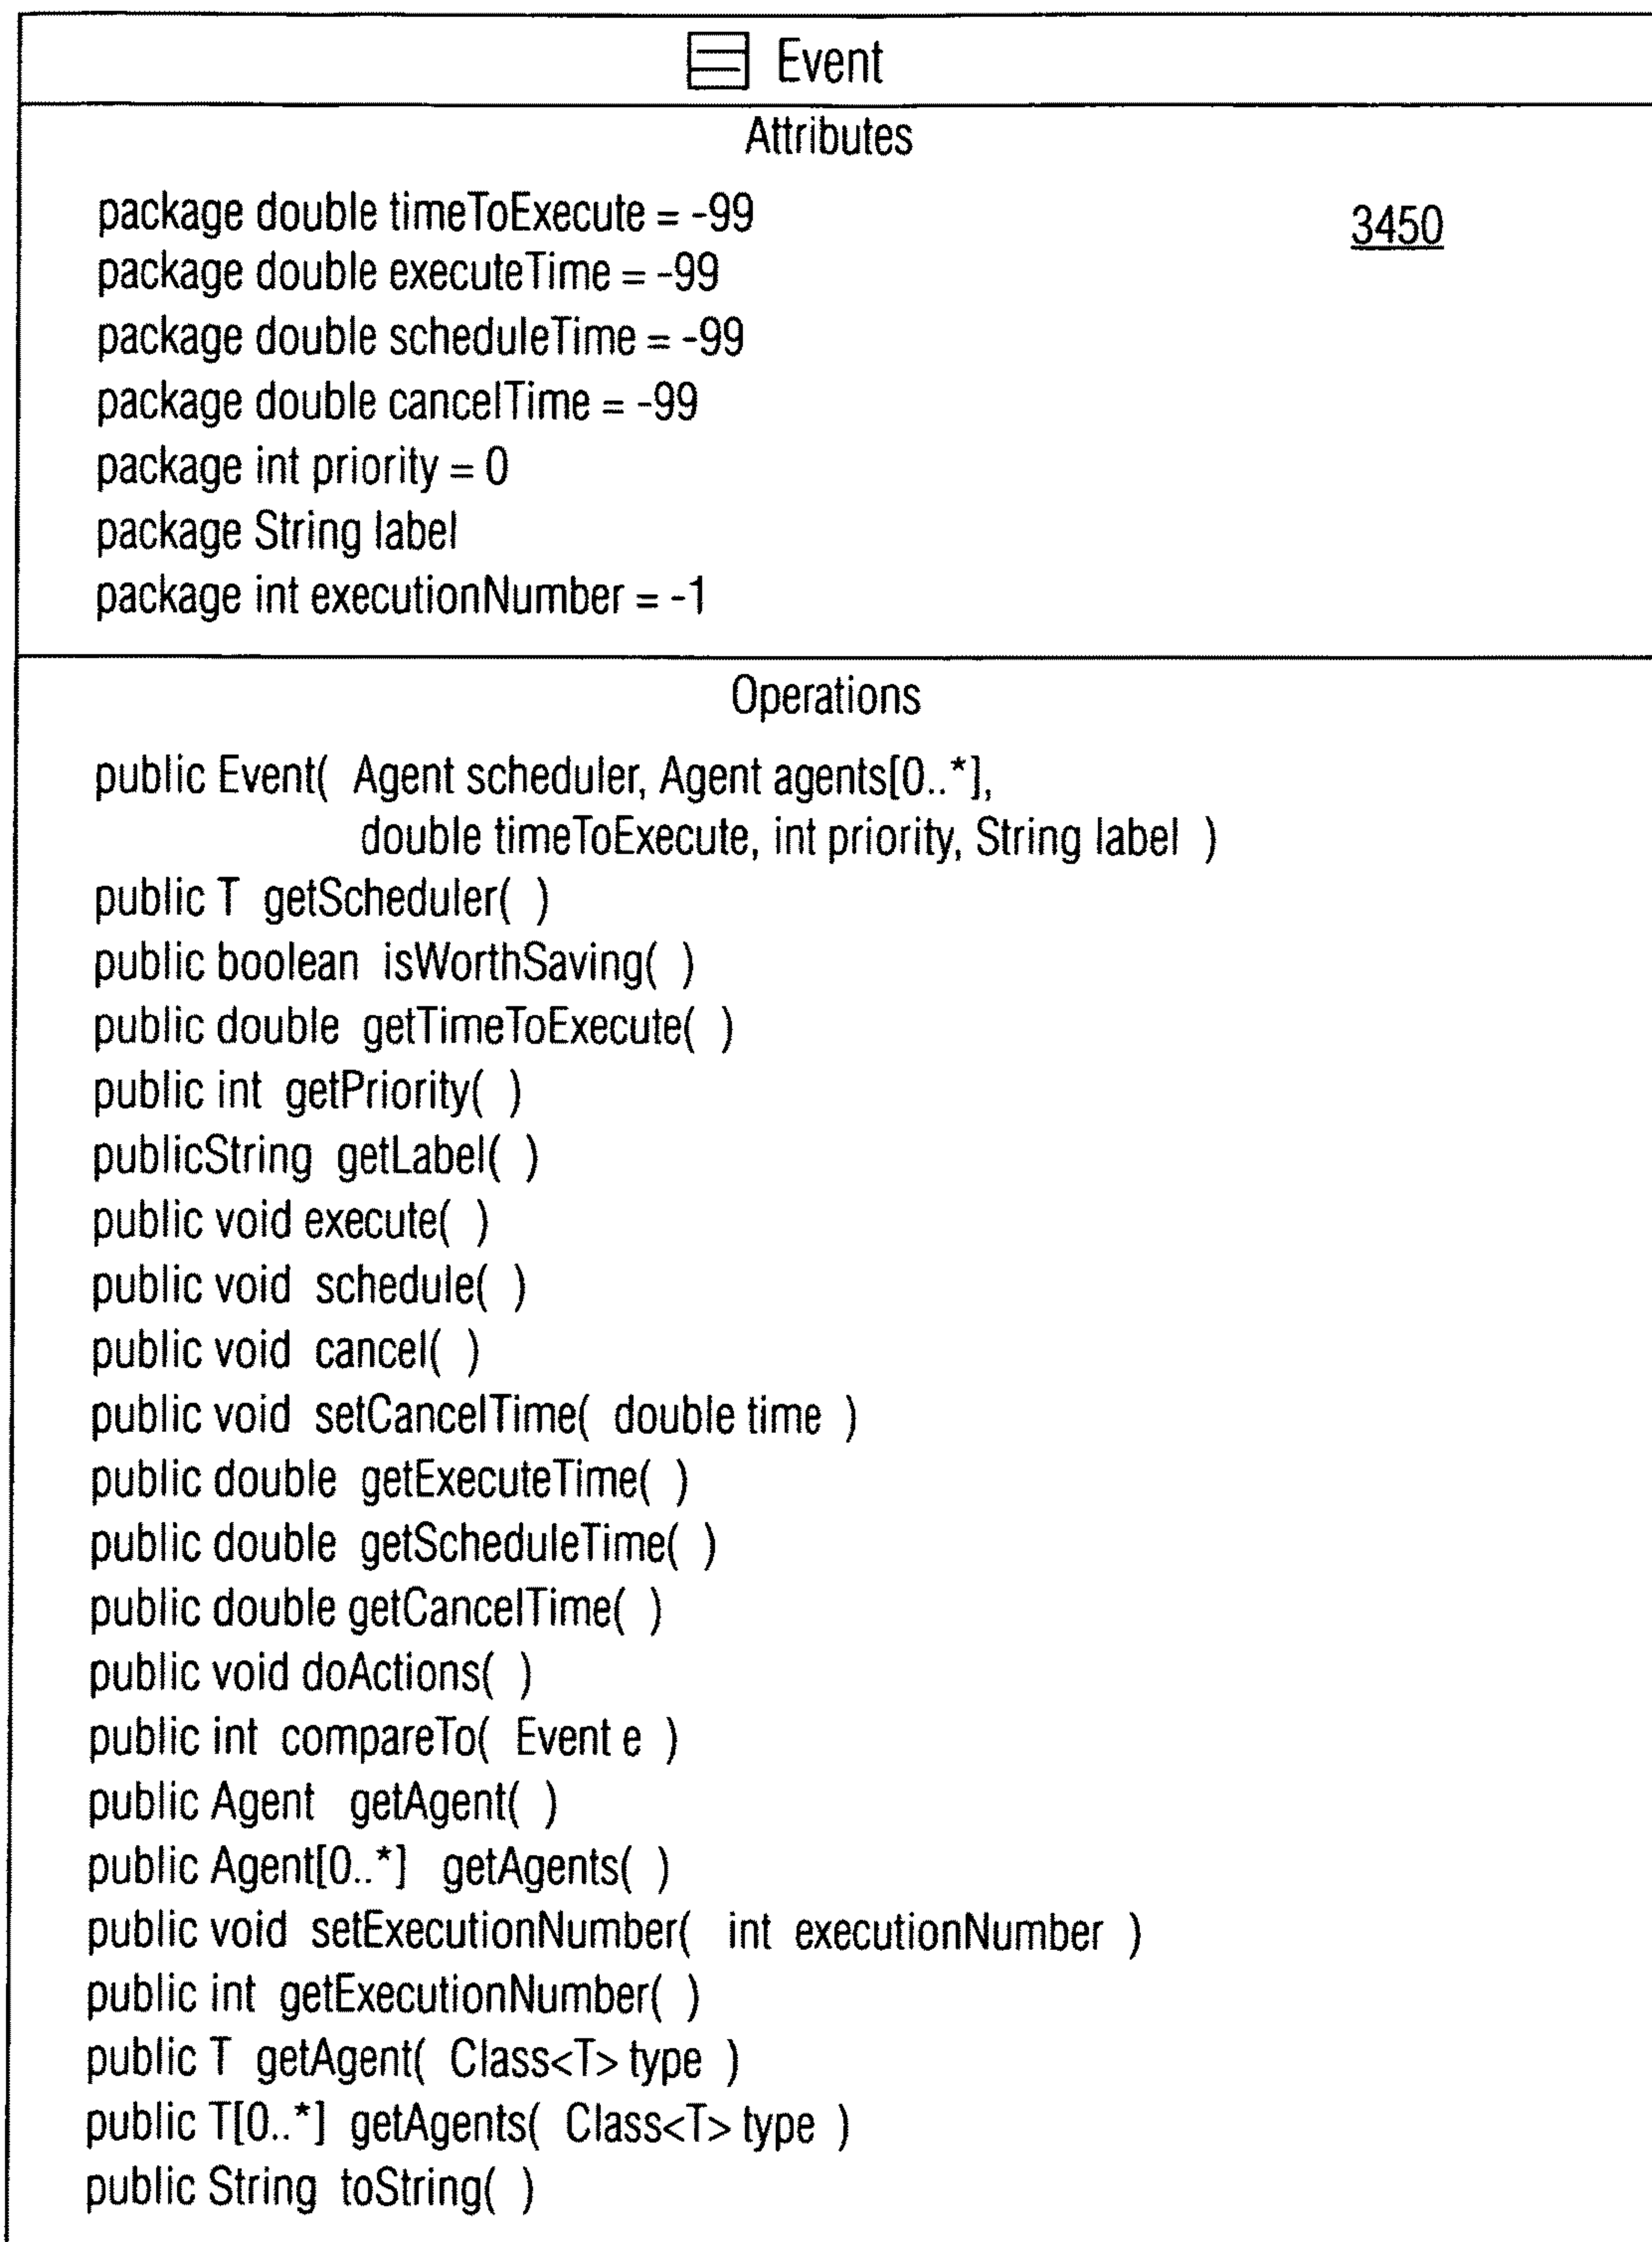 Event
Attributes
package double timeToExecute = -99
3450
package double executeTime = -99
package double scheduleTime = -99
package double cancelTime = -99
package int priority = 0
package String label
package int executionNumber = -1
Operations
public Event( Agent scheduler, Agent agents[0..*],
double timeToExecute, int priority, String label )
public T getScheduler( )
public boolean isWorthSaving( )
public double getTimeToExecute( )
public int getPriority( )
publicString getLabel( )
public void execute( )
public void schedule( )
public void cancel( )
public void setCancelTime( double time )
public double getExecuteTime( )
public double getScheduleTime( )
public double getCancelTime( )
public void doActions( )
public int compareTo( Event e )
public Agent getAgent( )
public Agent[0..*] getAgents( )
public void setExecutionNumber( int executionNumber )
public int getExecutionNumber( )
public T getAgent( Class<T> type )
public T[0..*] getAgents( Class<T> type )
public String toString( )